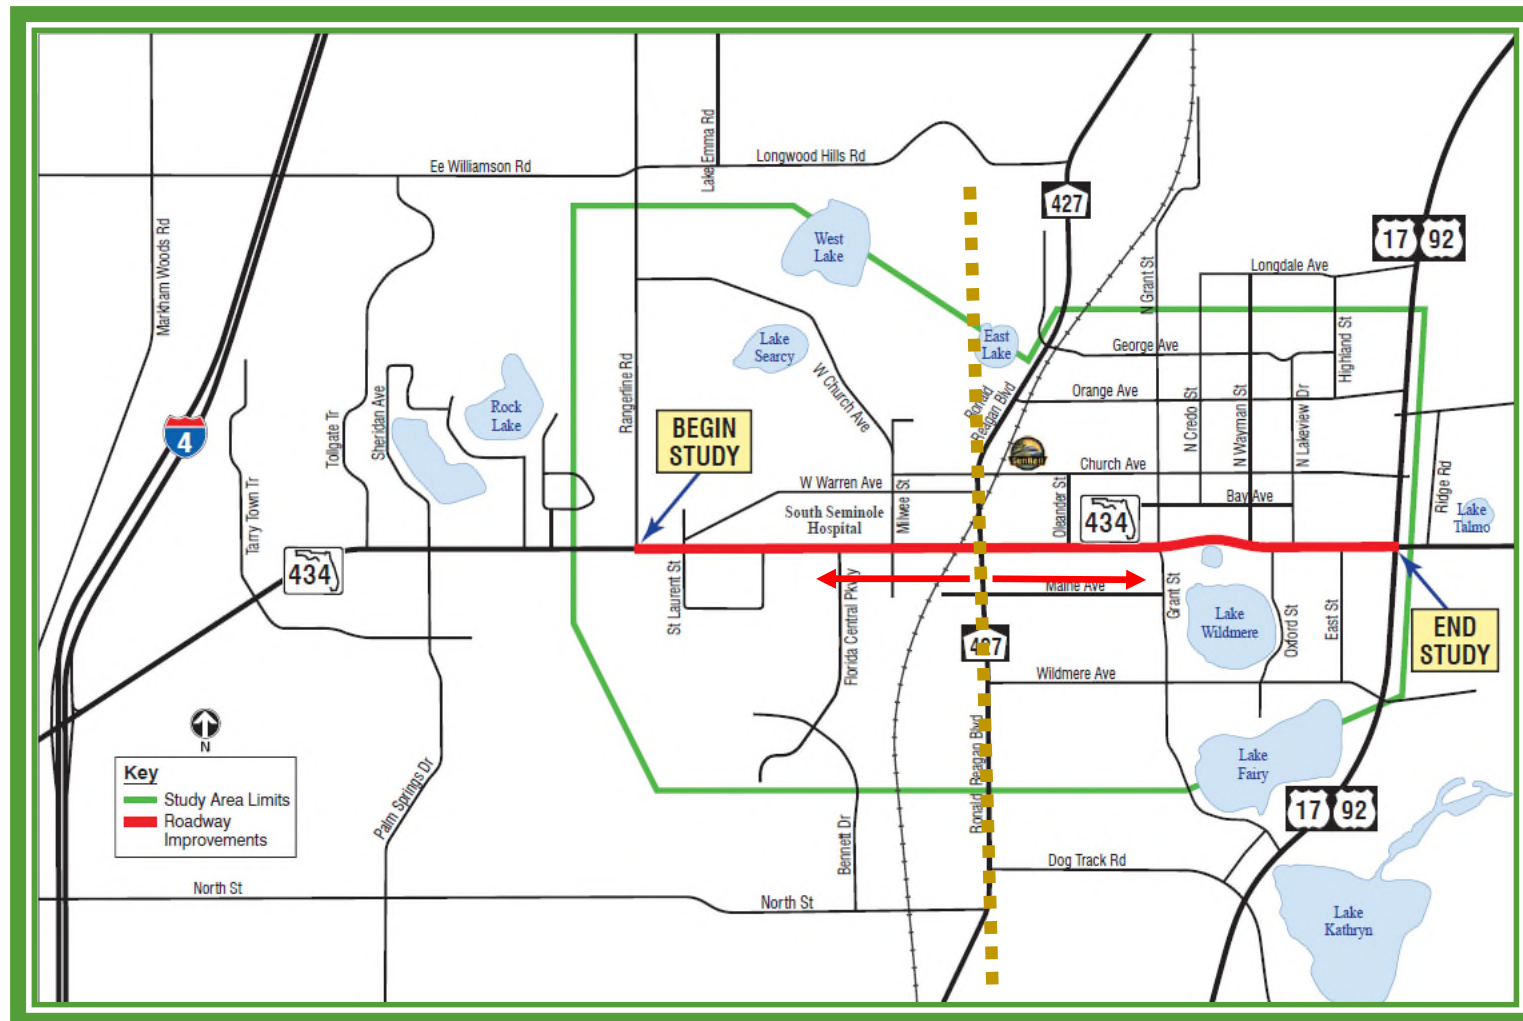 Ee Williamson Rd
Lake Emma Rd
Longwood Hills Rd
427
17 92
Markham Woods Rd
West
Lake
N Grant St
Longdale Ave
Lake
Searcy
East
Lake
George Ave
Highland St
Rangerline Rd
W Church Ave
Ronald
Reagan Blvd
Orange Ave
Tollgate Tr
Sheridan Ave
Rock
Lake
N Credo St
N Wayman St
N Lakeview Dr
4
BEGIN
STUDY
SunRail
Church Ave
Tarry Town Tr
W Warren Ave
Milwee St
Oleander St
Bay Ave
Ridge Rd
South Seminole
Hospital
434
Lake
Talmo
434
St Laurent St
Florida Central Pkwy
Maine Ave
Grant St
Lake
Wildmere
Oxford St
East St
END
STUDY
427
Wildmere Ave
N
Key
Study Area Limits
Roadway
Improvements
Palm Springs Dr
Ronald Reagan Blvd
Lake
Fairy
17 92
Bennett Dr
Dog Track Rd
North St
North St
Lake
Kathryn